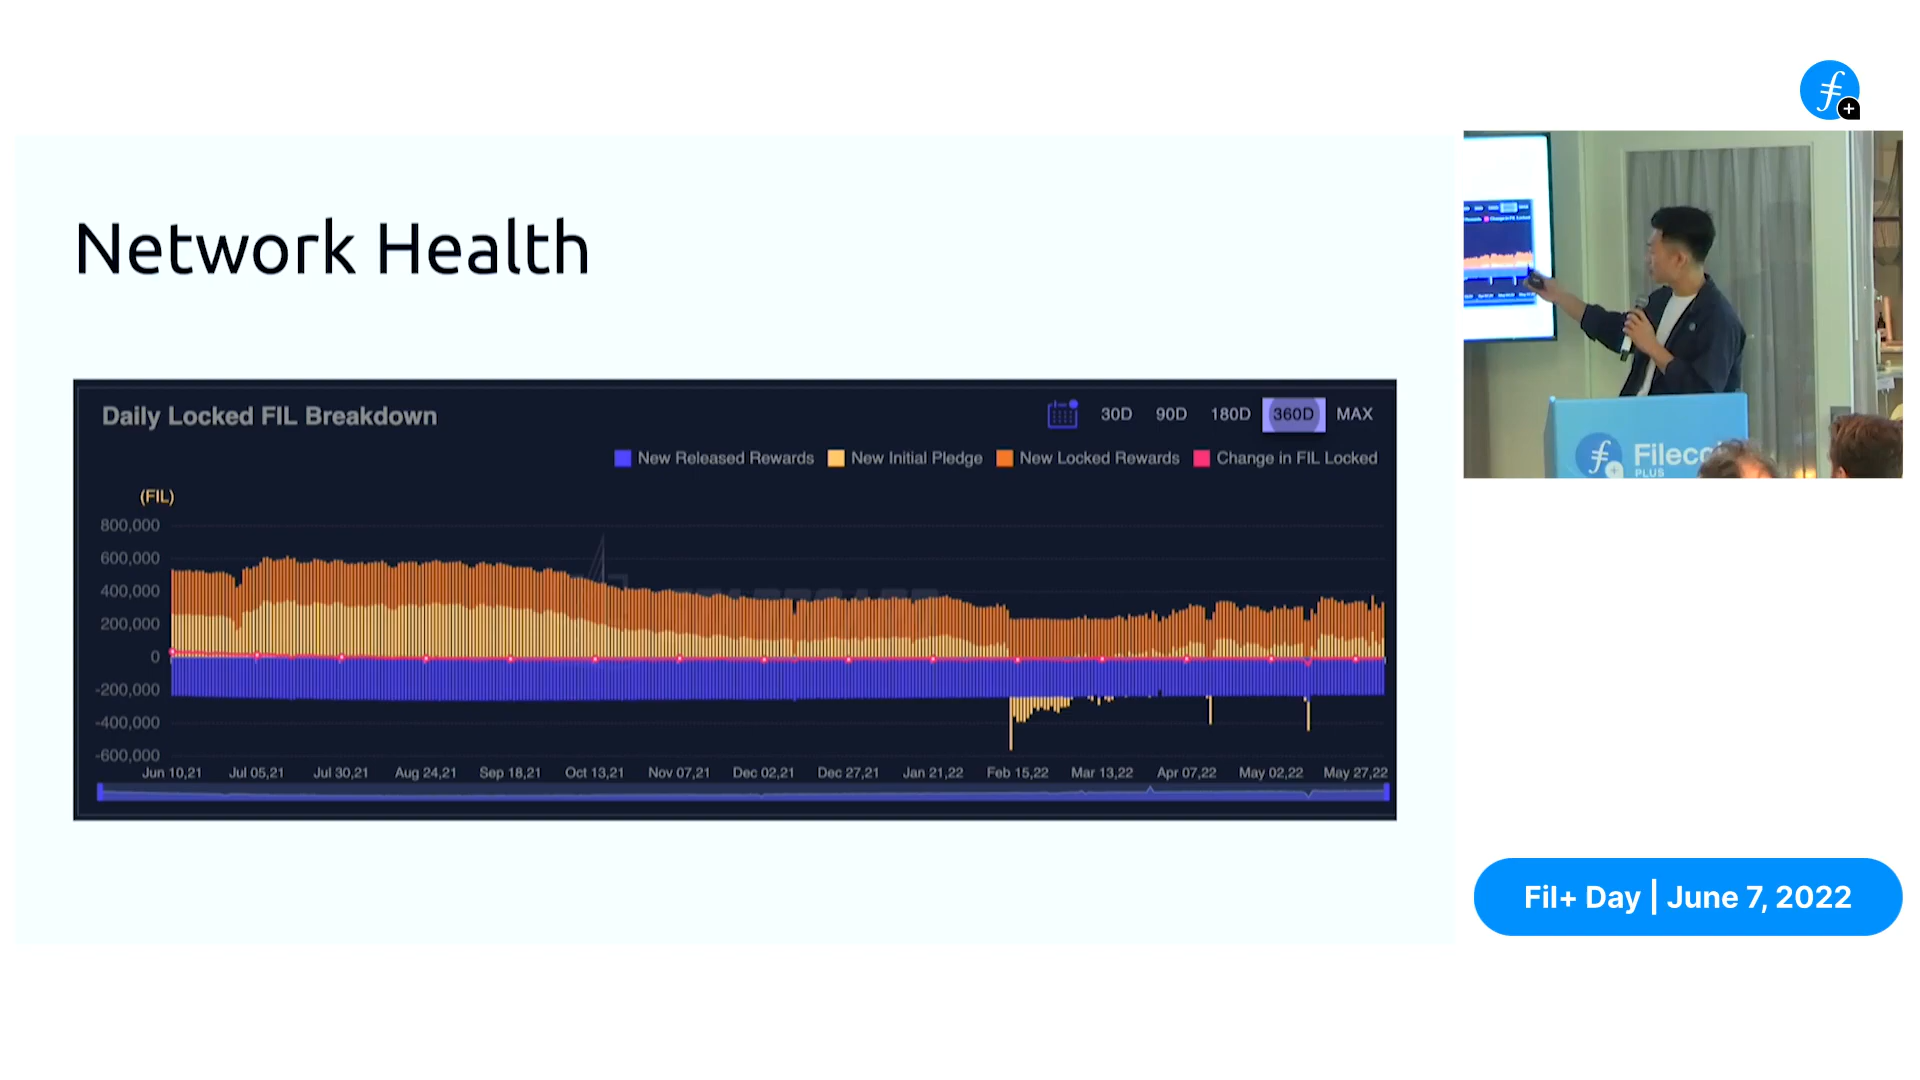 Network Health
Daily Locked FIL Breakdown
30D 90D 180D 360D MAX
New Released Rewards New Initial Pledge New Locked Rewards Change in FIL Locked
(FIL)
800,000
600,000
400,000
200,000
0
-200,000
-400,000
-600,000
Jun 10,21 Jul 05,21 Jul 30,21 Aug 24,21 Sep 18,21 Oct 13,21 Nov 07,21 Dec 02,21 Dec 27,21 Jan 21,22 Feb 15,22 Mar 13,22 Apr 07,22 May 02,22 May 27,22
PLUS
Fil+ Day | June 7, 2022